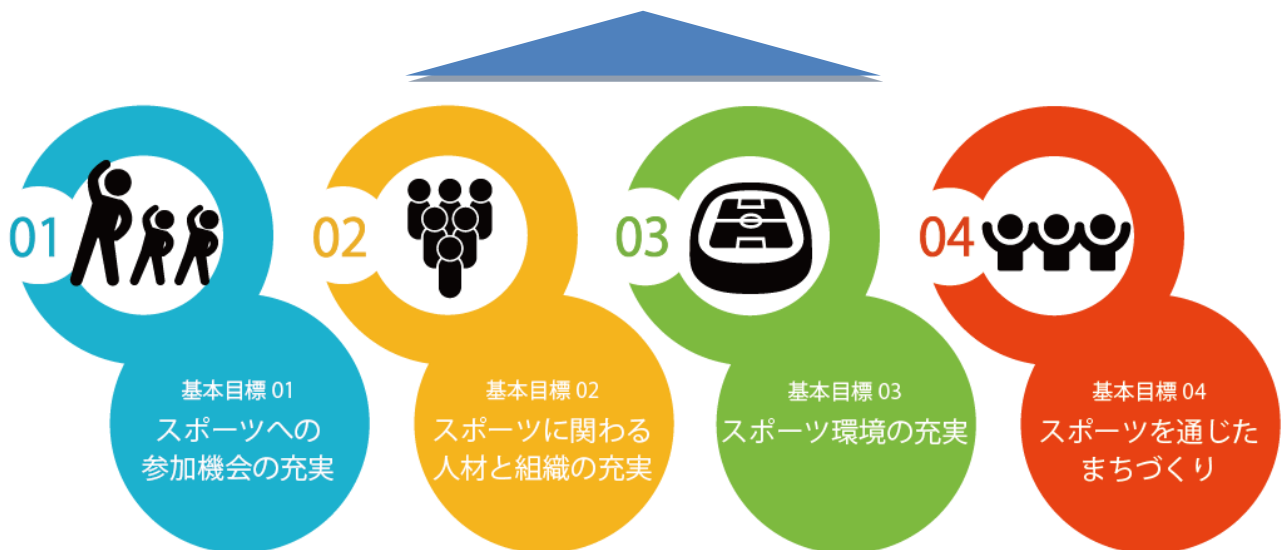 01
基本目標 01
スポーツへの
参加機会の充実
02
基本目標 02
スポーツに関わる
人材と組織の充実
03
基本目標 03
スポーツ環境の充実
04
基本目標 04
スポーツを通じた
まちづくり